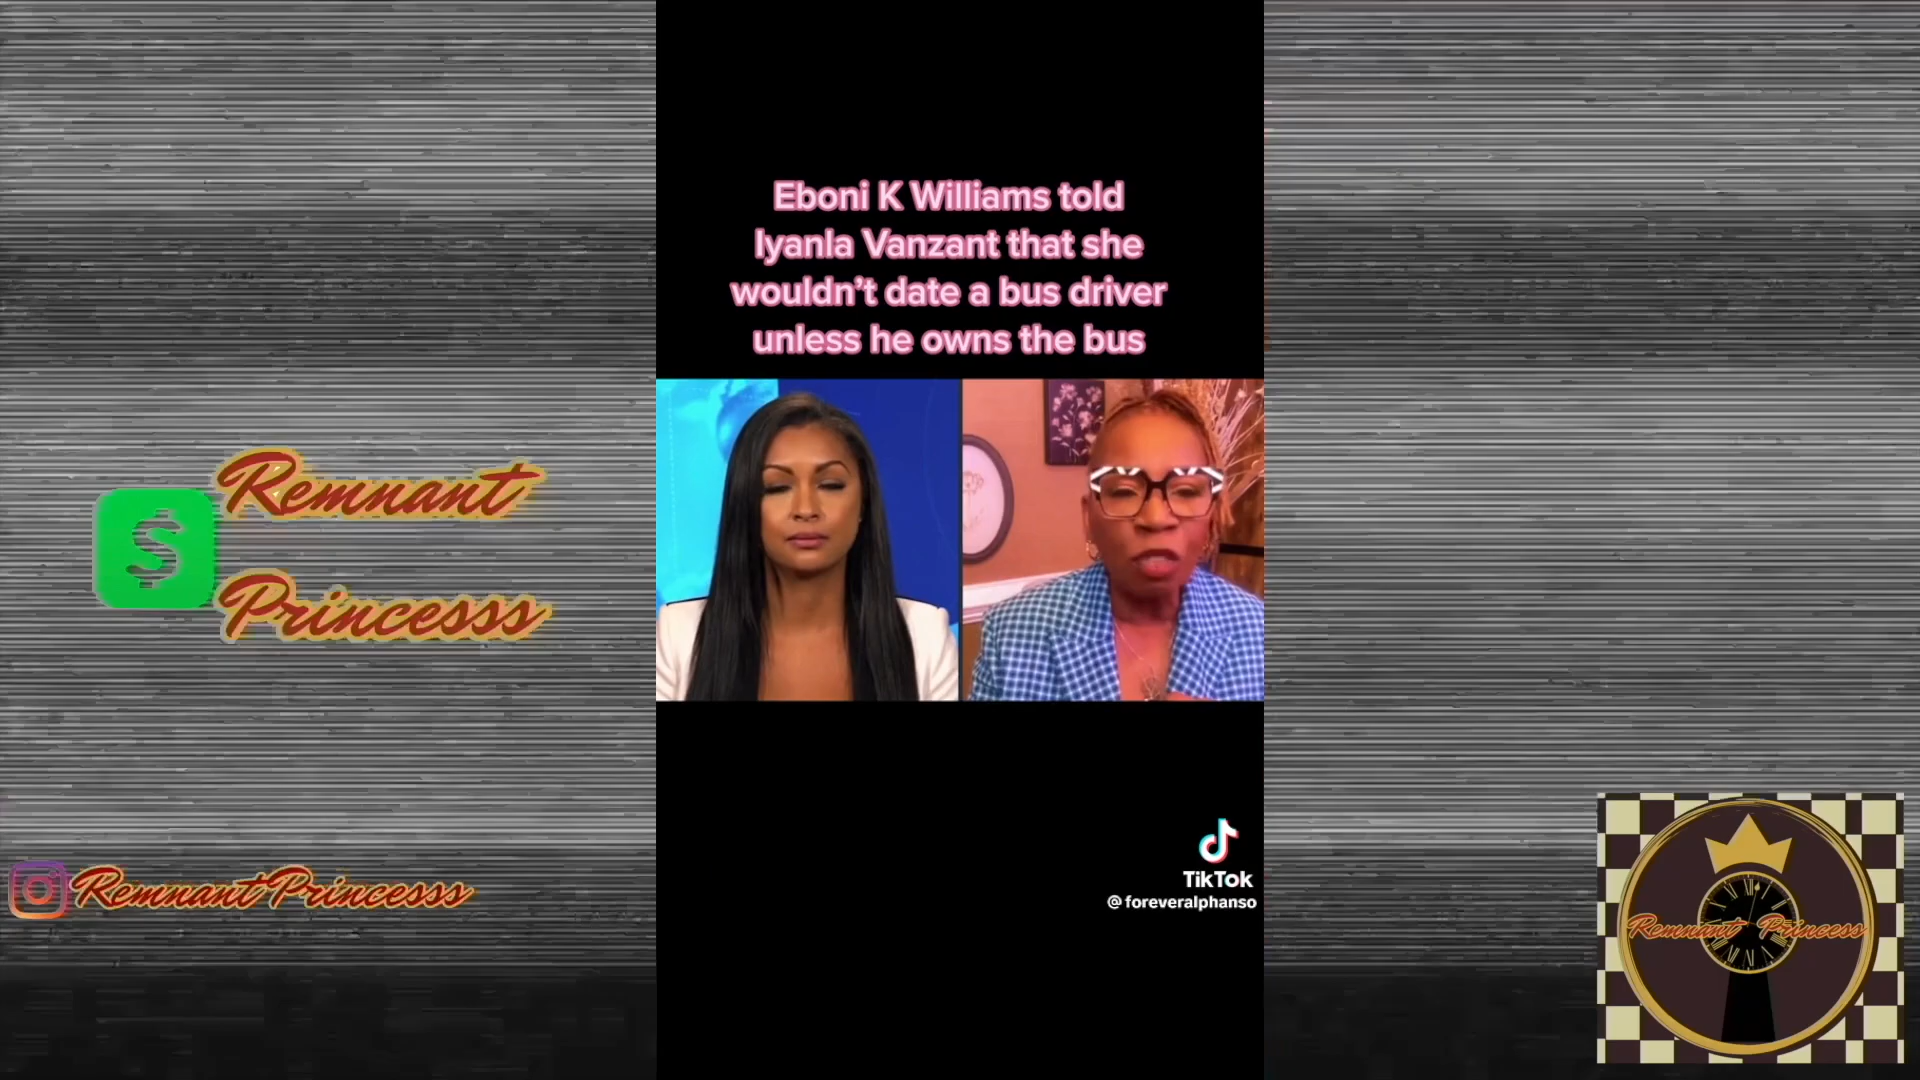 Eboni K Williams told
Iyanla Vanzant that she
wouldn't date a bus driver
unless he owns the bus
Remnant
Princesss
TikTok
@foreveralphanso
RemnantPrincesss
Remnant Princess